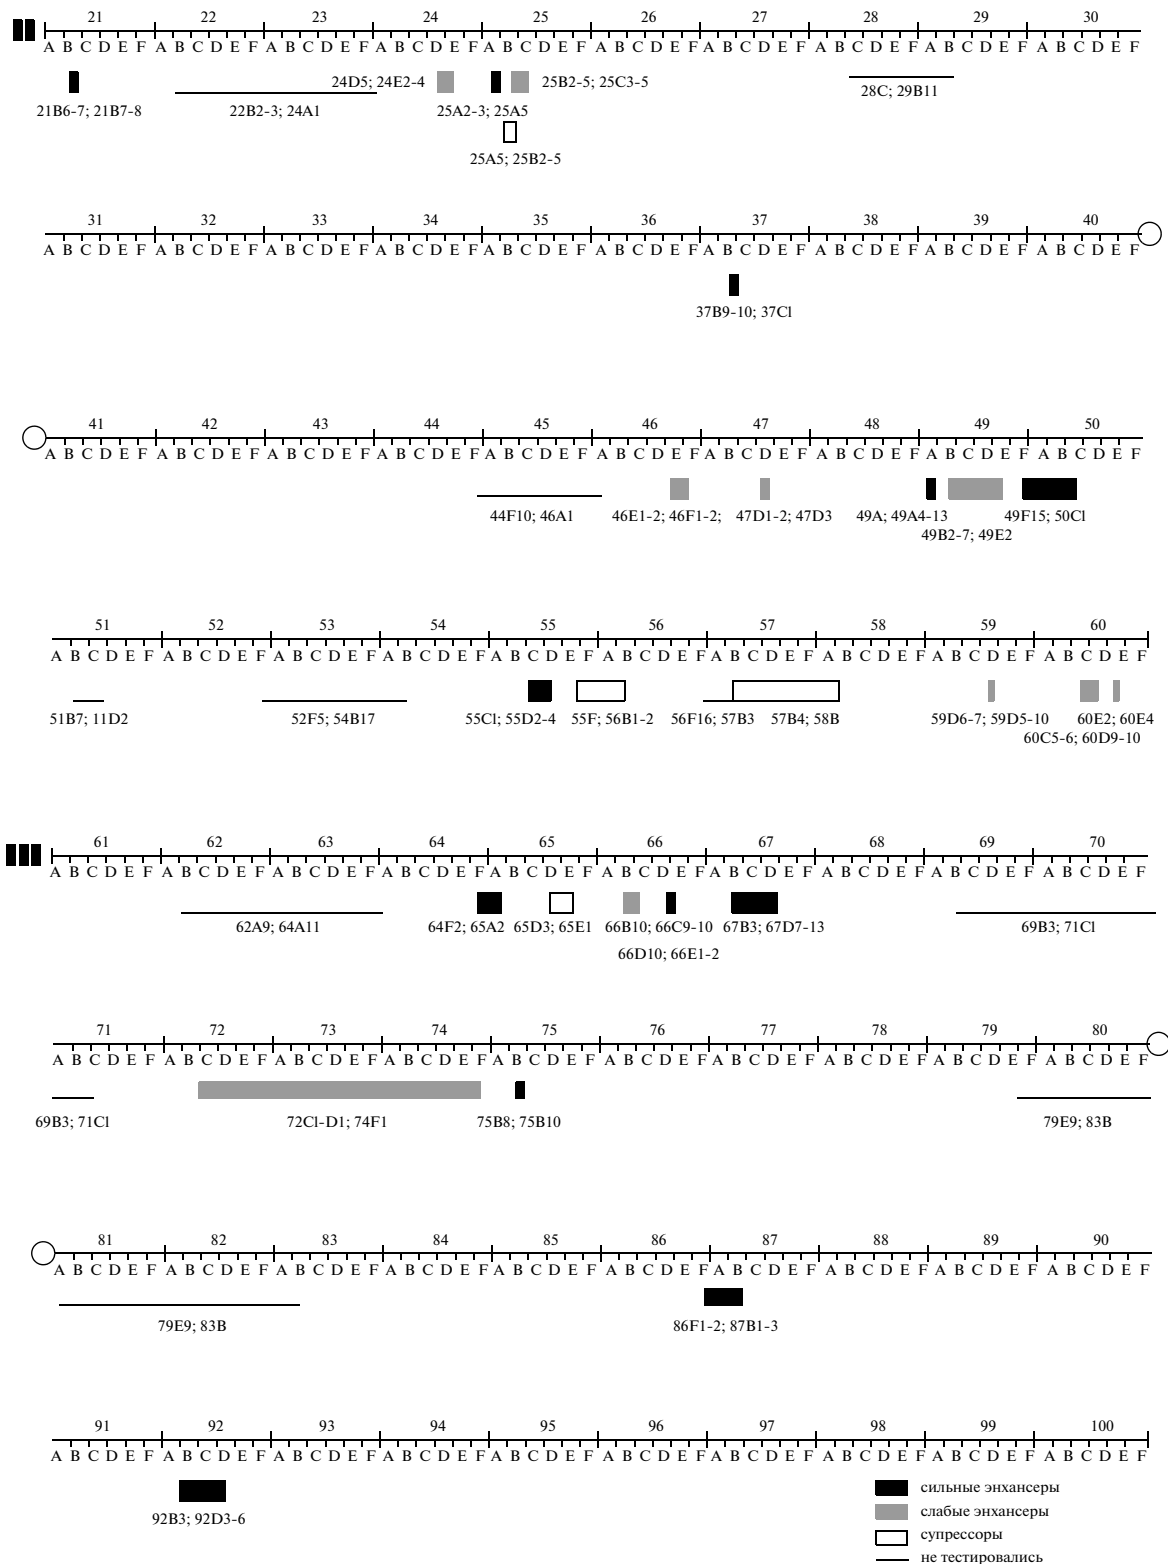 21 22 23 24 25 26 27 28 29 30
A B C D E F A B C D E F A B C D E F A B C D E F A B C D E F A B C D E F A B C D E F A B C D E F A B C D E F A B C D E F
24D5; 24E2-4 25B2-5; 25C3-5
28C; 29B11
21B6-7; 21B7-8 22B2-3; 24A1 25A2-3; 25A5
25A5; 25B2-5
31 32 33 34 35 36 37 38 39 40
A B C D E F A B C D E F A B C D E F A B C D E F A B C D E F A B C D E F A B C D E F A B C D E F A B C D E F A B C D E F
37B9-10; 37Cl
41 42 43 44 45 46 47 48 49 50
A B C D E F A B C D E F A B C D E F A B C D E F A B C D E F A B C D E F A B C D E F A B C D E F A B C D E F A B C D E F
44F10; 46A1 46E1-2; 46F1-2; 47D1-2; 47D3 49A; 49A4-13 49F15; 50Cl
49B2-7; 49E2
51 52 53 54 55 56 57 58 59 60
A B C D E F A B C D E F A B C D E F A B C D E F A B C D E F A B C D E F A B C D E F A B C D E F A B C D E F A B C D E F
51B7; 11D2 52F5; 54B17 55Cl; 55D2-4 55F; 56B1-2 56F16; 57B3 57B4; 58B 59D6-7; 59D5-10 60E2; 60E4
60C5-6; 60D9-10
61 62 63 64 65 66 67 68 69 70
A B C D E F A B C D E F A B C D E F A B C D E F A B C D E F A B C D E F A B C D E F A B C D E F A B C D E F A B C D E F
62A9; 64A11 64F2; 65A2 65D3; 65E1 66B10; 66C9-10 67B3; 67D7-13 69B3; 71Cl
66D10; 66E1-2
71 72 73 74 75 76 77 78 79 80
A B C D E F A B C D E F A B C D E F A B C D E F A B C D E F A B C D E F A B C D E F A B C D E F A B C D E F A B C D E F
69B3; 71Cl 72Cl-D1; 74F1 75B8; 75B10 79E9; 83B
81 82 83 84 85 86 87 88 89 90
A B C D E F A B C D E F A B C D E F A B C D E F A B C D E F A B C D E F A B C D E F A B C D E F A B C D E F A B C D E F
79E9; 83B 86F1-2; 87B1-3
91 92 93 94 95 96 97 98 99 100
A B C D E F A B C D E F A B C D E F A B C D E F A B C D E F A B C D E F A B C D E F A B C D E F A B C D E F A B C D E F
92B3; 92D3-6
сильные энхансеры
слабые энхансеры
супрессоры
не тестировались